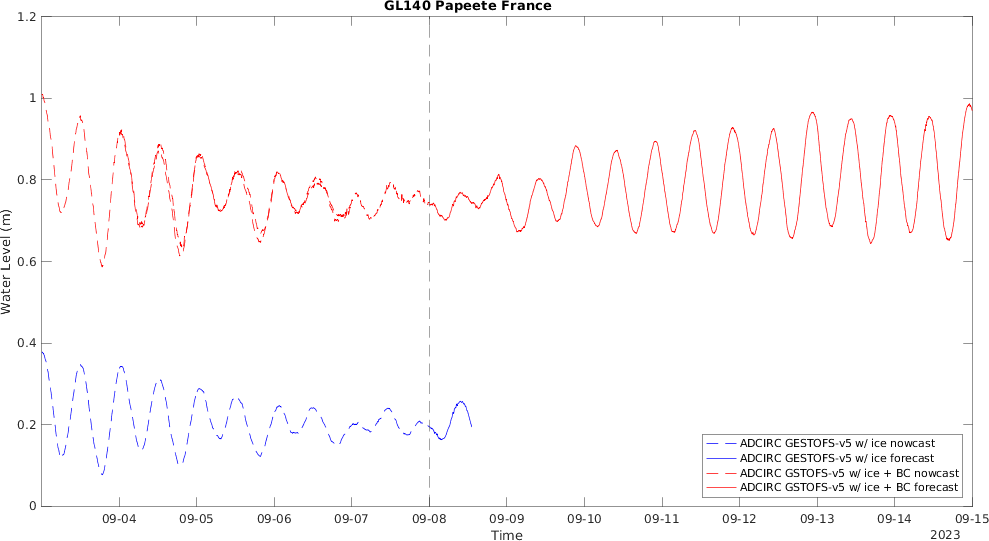 GL140 Papeete France
1.2
1
0.8
0.6
0.4
0.2
0
Water Level (m)
09-04 09-05 09-06 09-07 09-08 09-09 09-10 09-11 09-12 09-13 09-14 09-15
Time
2023
ADCIRC GESTOFS-v5 w/ ice nowcast
ADCIRC GESTOFS-v5 w/ ice forecast
ADCIRC GSTOFS-v5 w/ ice + BC nowcast
ADCIRC GSTOFS-v5 w/ ice + BC forecast